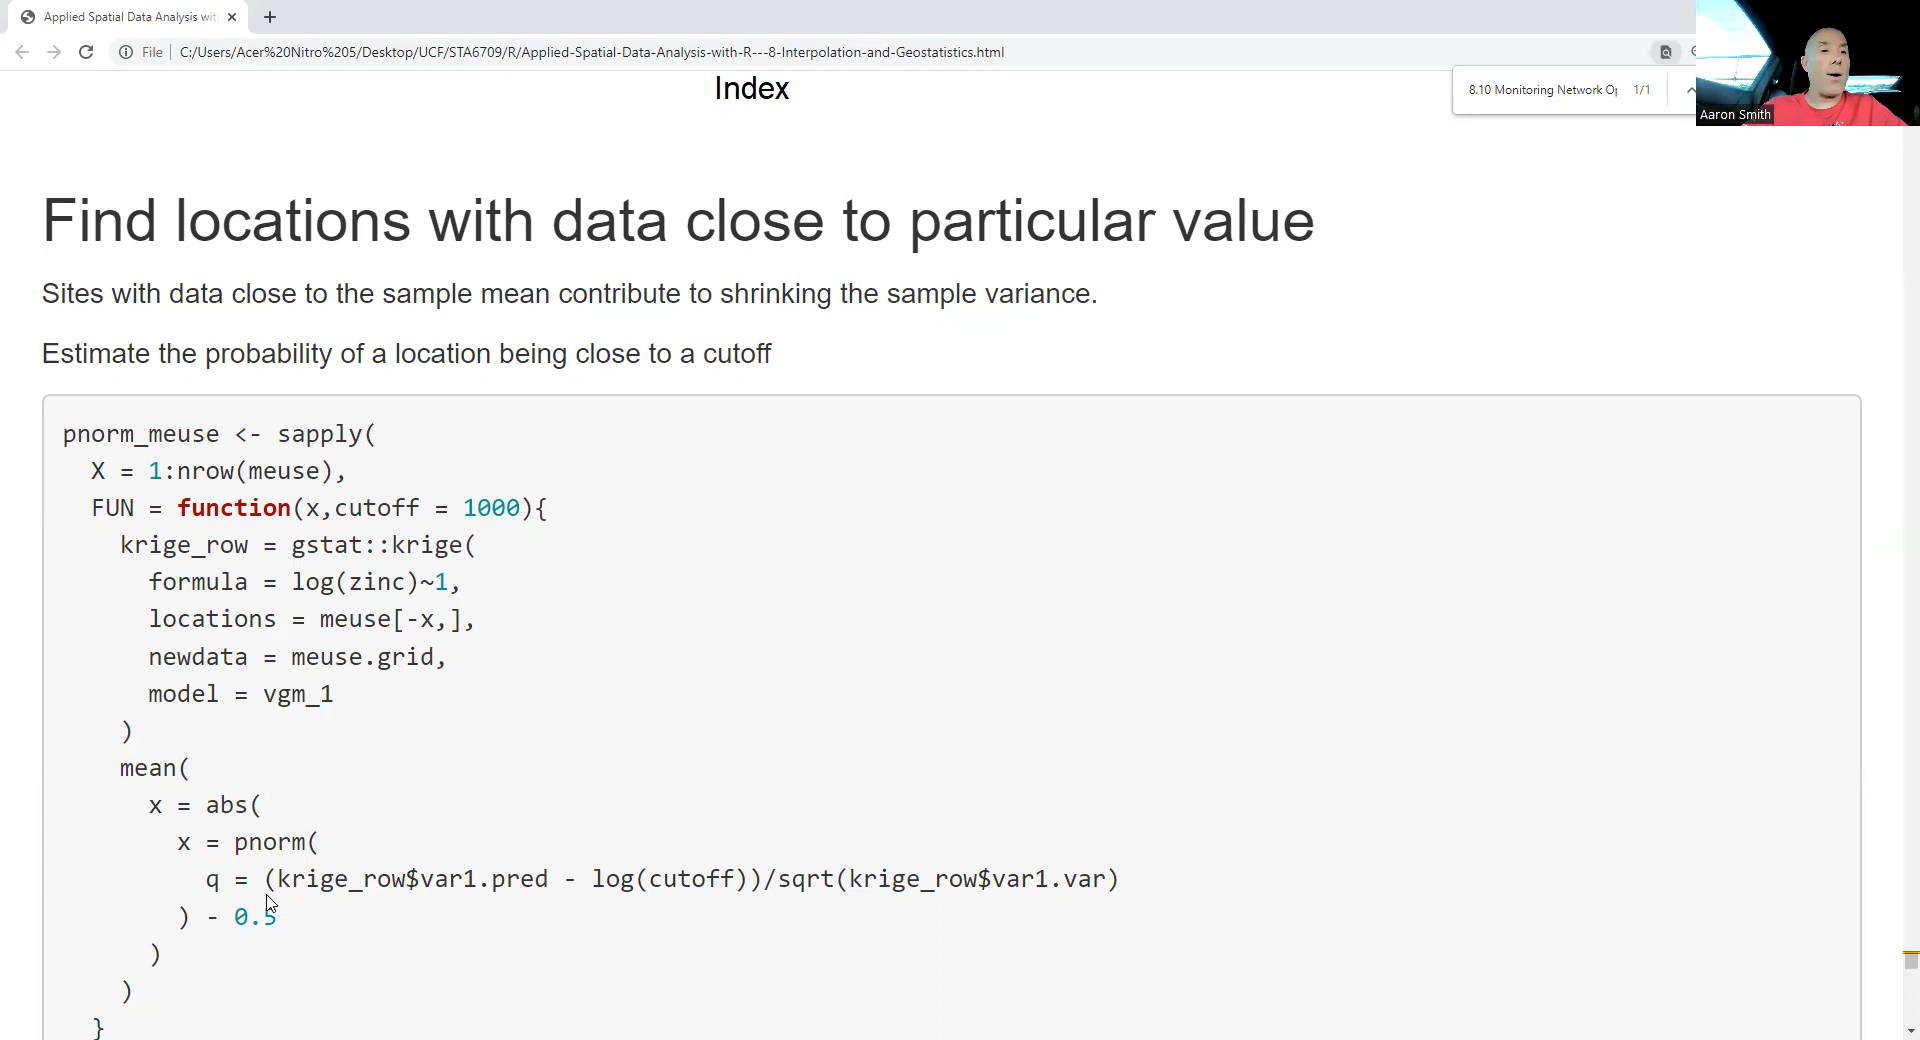 Applied Spatial Data Analysis wit
File C:/Users/Acer%20Nitro%205/Desktop/UCF/STA6709/R/Applied-Spatial-Data-Analysis-with-R---8-Interpolation-and-Geostatistics.html
8.10 Monitoring Network Op 1/1
Aaron Smith
Index
Find locations with data close to particular value
Sites with data close to the sample mean contribute to shrinking the sample variance.
Estimate the probability of a location being close to a cutoff
pnorm_meuse <- sapply(
X = 1:nrow(meuse),
FUN = function(x,cutoff = 1000){
krige_row = gstat::krige(
formula = log(zinc)~1,
locations = meuse[-x,],
newdata = meuse.grid,
model = vgm_1
)
mean(
x = abs(
x = pnorm(
q = (krige_row$var1.pred - log(cutoff))/sqrt(krige_row$var1.var)
) - 0.5
)
)
}